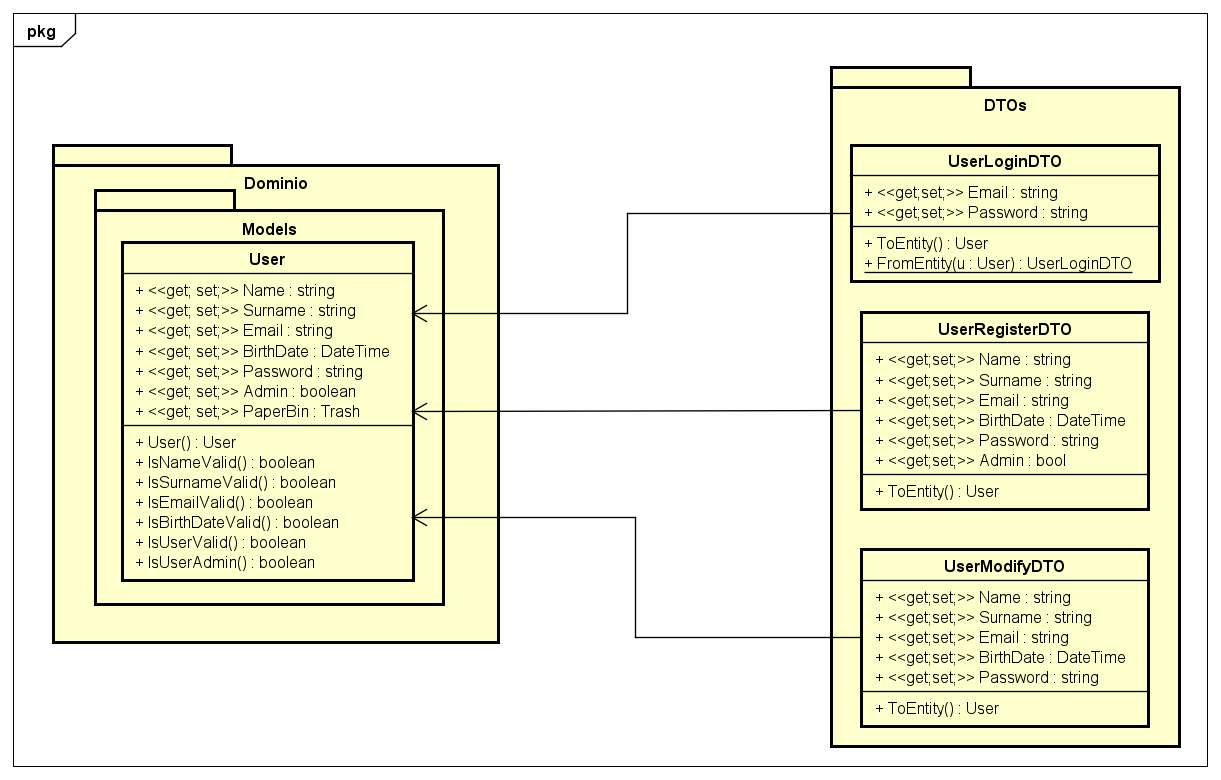 pkg
Dominio
Models
User
+ <<get; set;>> Name : string
+ <<get; set;>> Surname : string
+ <<get; set;>> Email : string
+ <<get; set;>> BirthDate : DateTime
+ <<get; set;>> Password : string
+ <<get; set;>> Admin : boolean
+ <<get; set;>> PaperBin : Trash
+ User() : User
+ IsNameValid() : boolean
+ IsSurnameValid() : boolean
+ IsEmailValid() : boolean
+ IsBirthDateValid() : boolean
+ IsUserValid() : boolean
+ IsUserAdmin() : boolean
DTOs
UserLoginDTO
+ <<get;set;>> Email : string
+ <<get;set;>> Password : string
+ ToEntity() : User
+ FromEntity(u : User) : UserLoginDTO
UserRegisterDTO
+ <<get;set;>> Name : string
+ <<get;set;>> Surname : string
+ <<get;set;>> Email : string
+ <<get;set;>> BirthDate : DateTime
+ <<get;set;>> Password : string
+ <<get;set;>> Admin : bool
+ ToEntity() : User
UserModifyDTO
+ <<get;set;>> Name : string
+ <<get;set;>> Surname : string
+ <<get;set;>> Email : string
+ <<get;set;>> BirthDate : DateTime
+ <<get;set;>> Password : string
+ ToEntity() : User